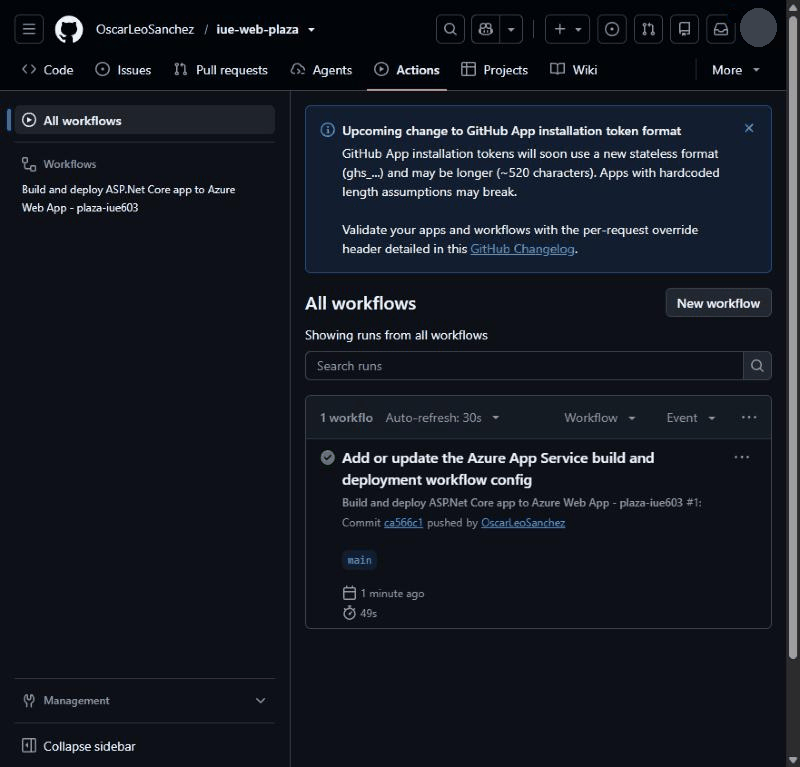 OscarLeoSanchez / iue-web-plaza
Code Issues Pull requests Agents Actions Projects Wiki More
All workflows
Workflows
Build and deploy ASP.Net Core app to Azure
Web App - plaza-iue603
Management
Collapse sidebar
Upcoming change to GitHub App installation token format
GitHub App installation tokens will soon use a new stateless format
(ghs_...) and may be longer (~520 characters). Apps with hardcoded
length assumptions may break.
Validate your apps and workflows with the per-request override
header detailed in this GitHub Changelog.
All workflows
New workflow
Showing runs from all workflows
Search runs
1 workflo Auto-refresh: 30s Workflow Event
Add or update the Azure App Service build and
deployment workflow config
Build and deploy ASP.Net Core app to Azure Web App - plaza-iue603 #1:
Commit ca566c1 pushed by OscarLeoSanchez
main
1 minute ago
49s